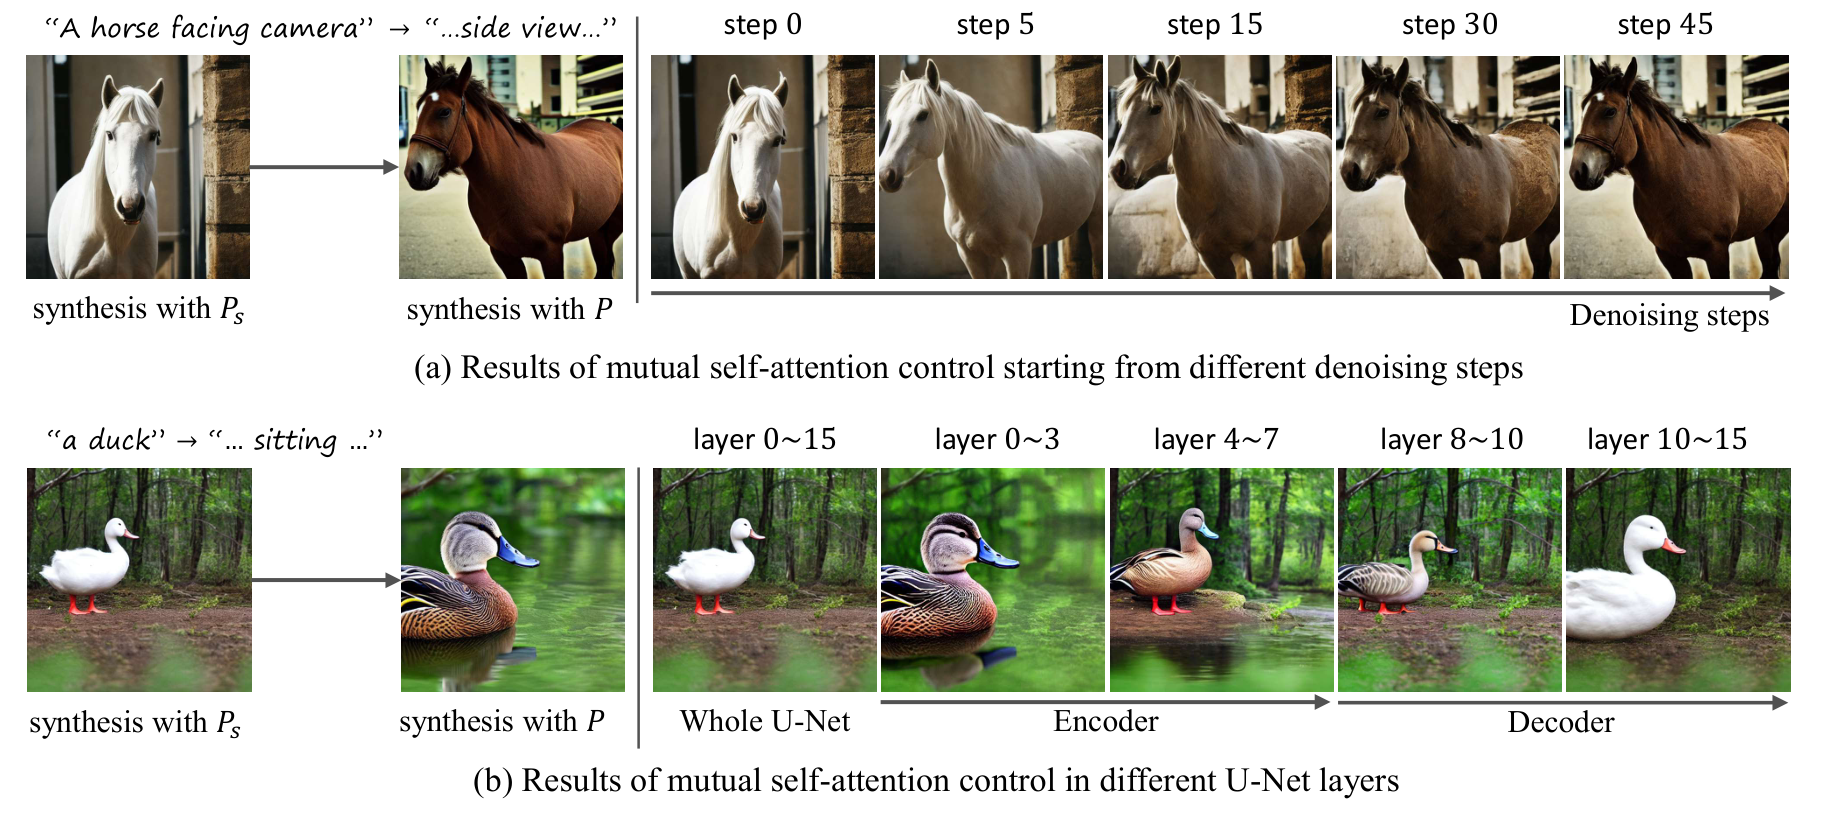 “A horse facing camera” → “...side view...”
step 0
step 5
step 15
step 30
step 45
synthesis with Pₛ
synthesis with P
Denoising steps
(a) Results of mutual self-attention control starting from different denoising steps
“a duck” → “... sitting ...”
layer 0~15
layer 0~3
layer 4~7
layer 8~10
layer 10~15
synthesis with Pₛ
synthesis with P
Whole U-Net
Encoder
Decoder
(b) Results of mutual self-attention control in different U-Net layers